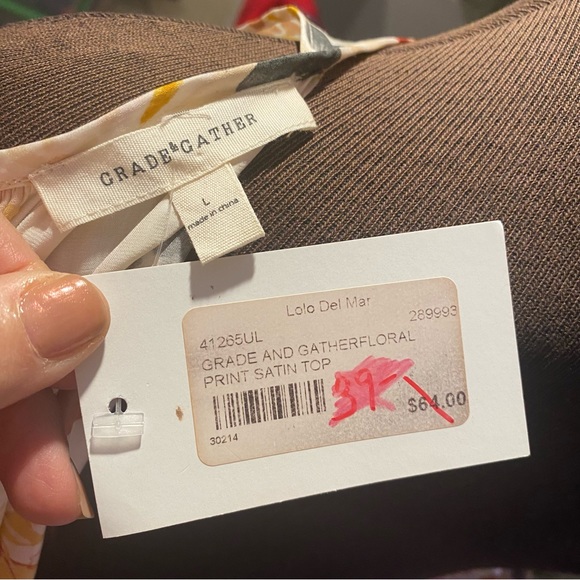 GRADE & GATHER
L
made in china
Lolo Del Mar
41265UL
289993
GRADE AND GATHERFLORAL
PRINT SATIN TOP
39-
$64.00
30214